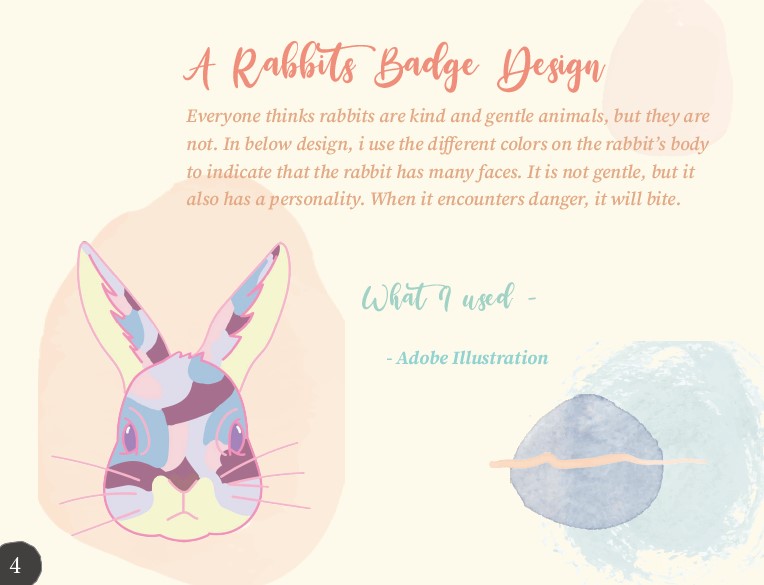 A Rabbits Badge Design
Everyone thinks rabbits are kind and gentle animals, but they are
not. In below design, i use the different colors on the rabbit’s body
to indicate that the rabbit has many faces. It is not gentle, but it
also has a personality. When it encounters danger, it will bite.
What I used -
- Adobe Illustration
4